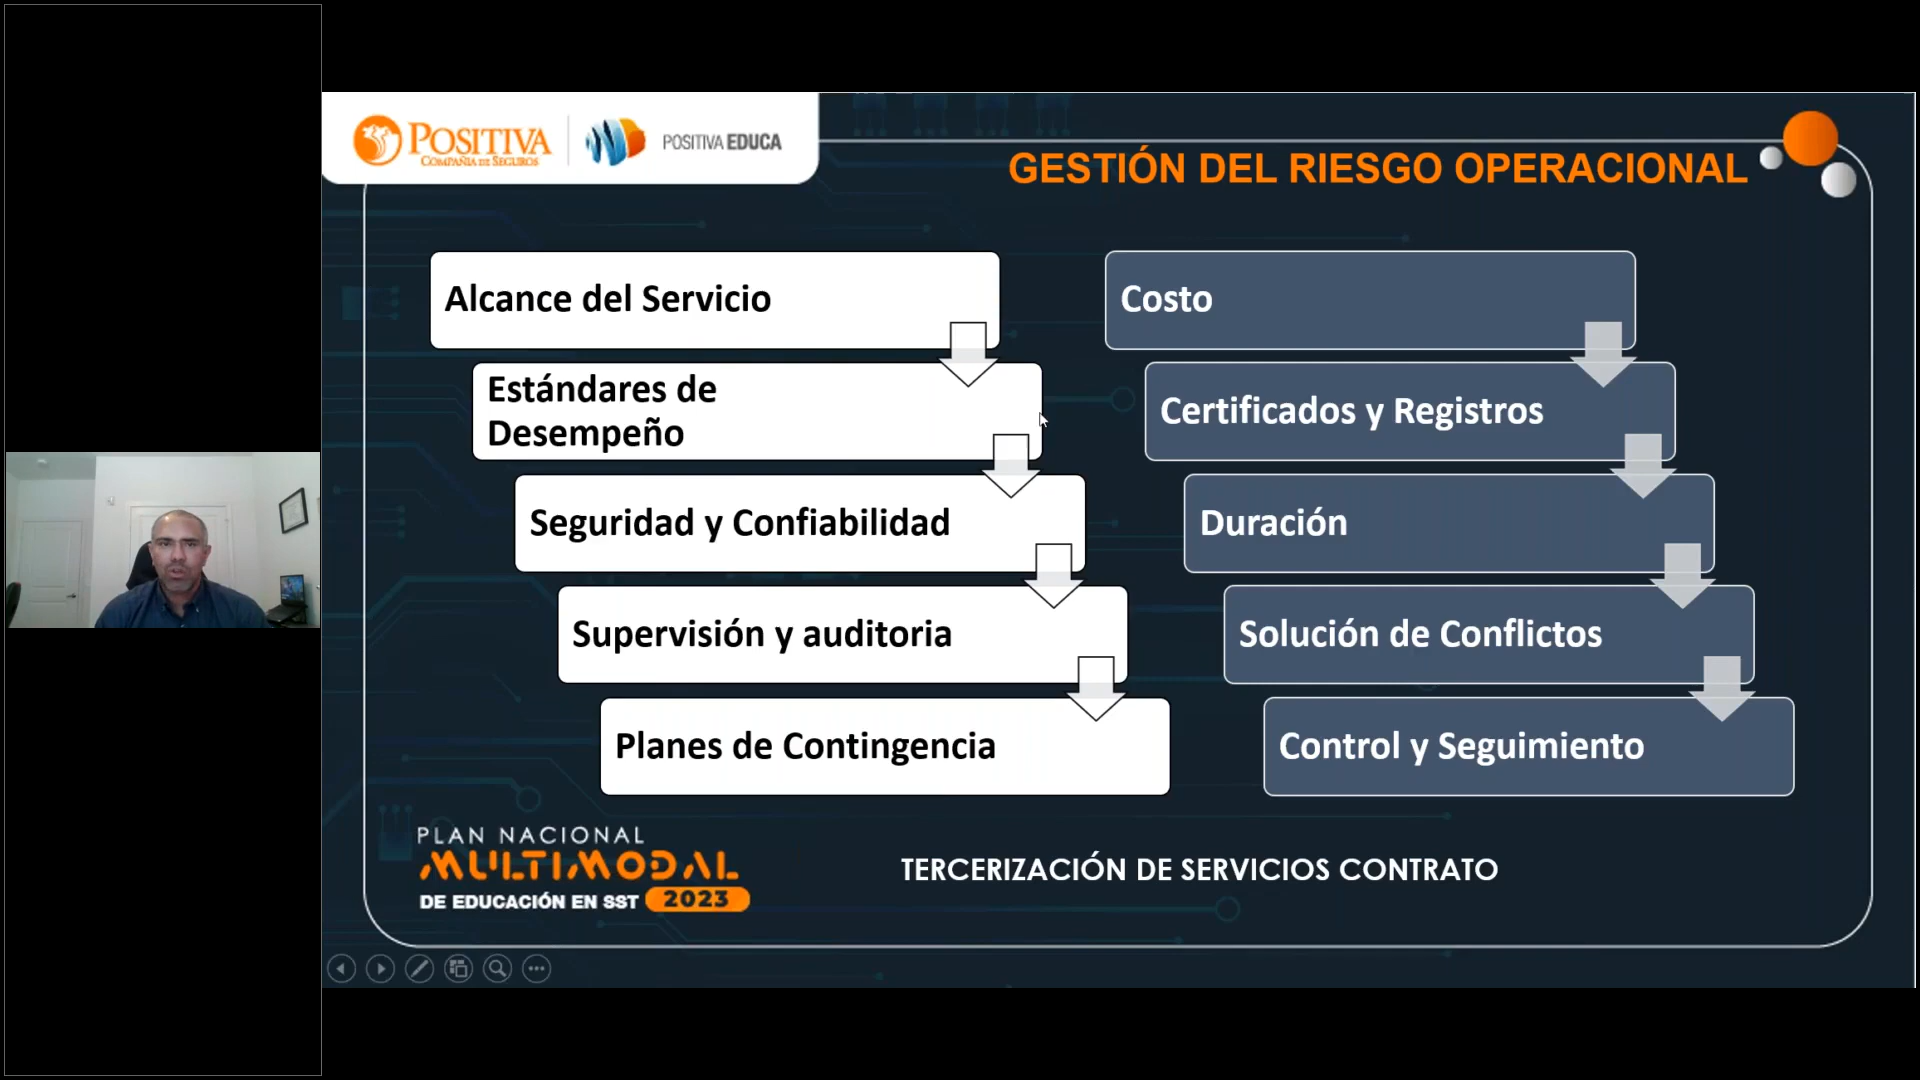 POSITIVA
COMPAÑIA DE SEGUROS
POSITIVA EDUCA
GESTIÓN DEL RIESGO OPERACIONAL
Alcance del Servicio
Estándares de
Desempeño
Seguridad y Confiabilidad
Supervisión y auditoria
Planes de Contingencia
Costo
Certificados y Registros
Duración
Solución de Conflictos
Control y Seguimiento
PLAN NACIONAL
MULTIMODAL
DE EDUCACIÓN EN SST 2023
TERCERIZACIÓN DE SERVICIOS CONTRATO